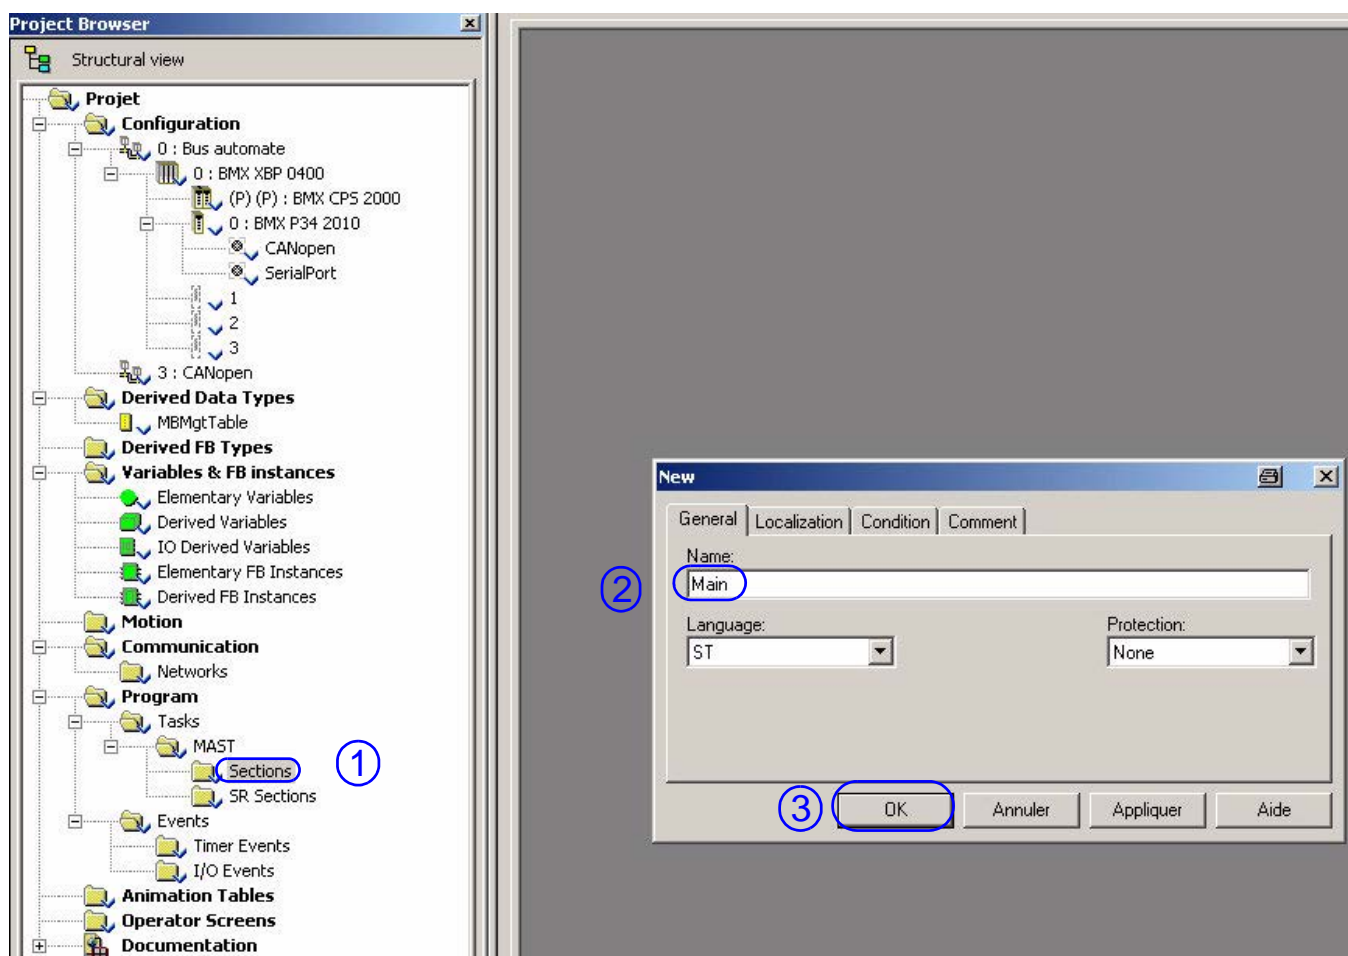 Project Browser
Structural view
Projet
Configuration
0 : Bus automate
0 : BMX XBP 0400
(P) (P) : BMX CPS 2000
0 : BMX P34 2010
CANopen
SerialPort
1
2
3
3 : CANopen
Derived Data Types
MBMgtTable
Derived FB Types
Variables & FB instances
Elementary Variables
Derived Variables
IO Derived Variables
Elementary FB Instances
Derived FB Instances
Motion
Communication
Networks
Program
Tasks
MAST
Sections
1
SR Sections
Events
Timer Events
I/O Events
Animation Tables
Operator Screens
Documentation
New
General Localization Condition Comment
Name:
2
Main
Language: Protection:
ST None
3
OK Annuler Appliquer Aide